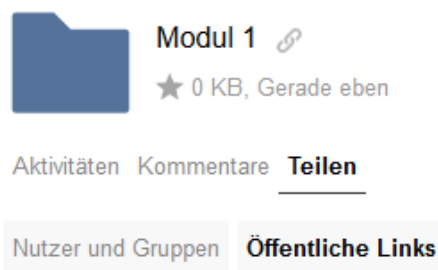 Modul 1
0 KB, Gerade eben
Aktivitäten Kommentare Teilen
Nutzer und Gruppen Öffentliche Links